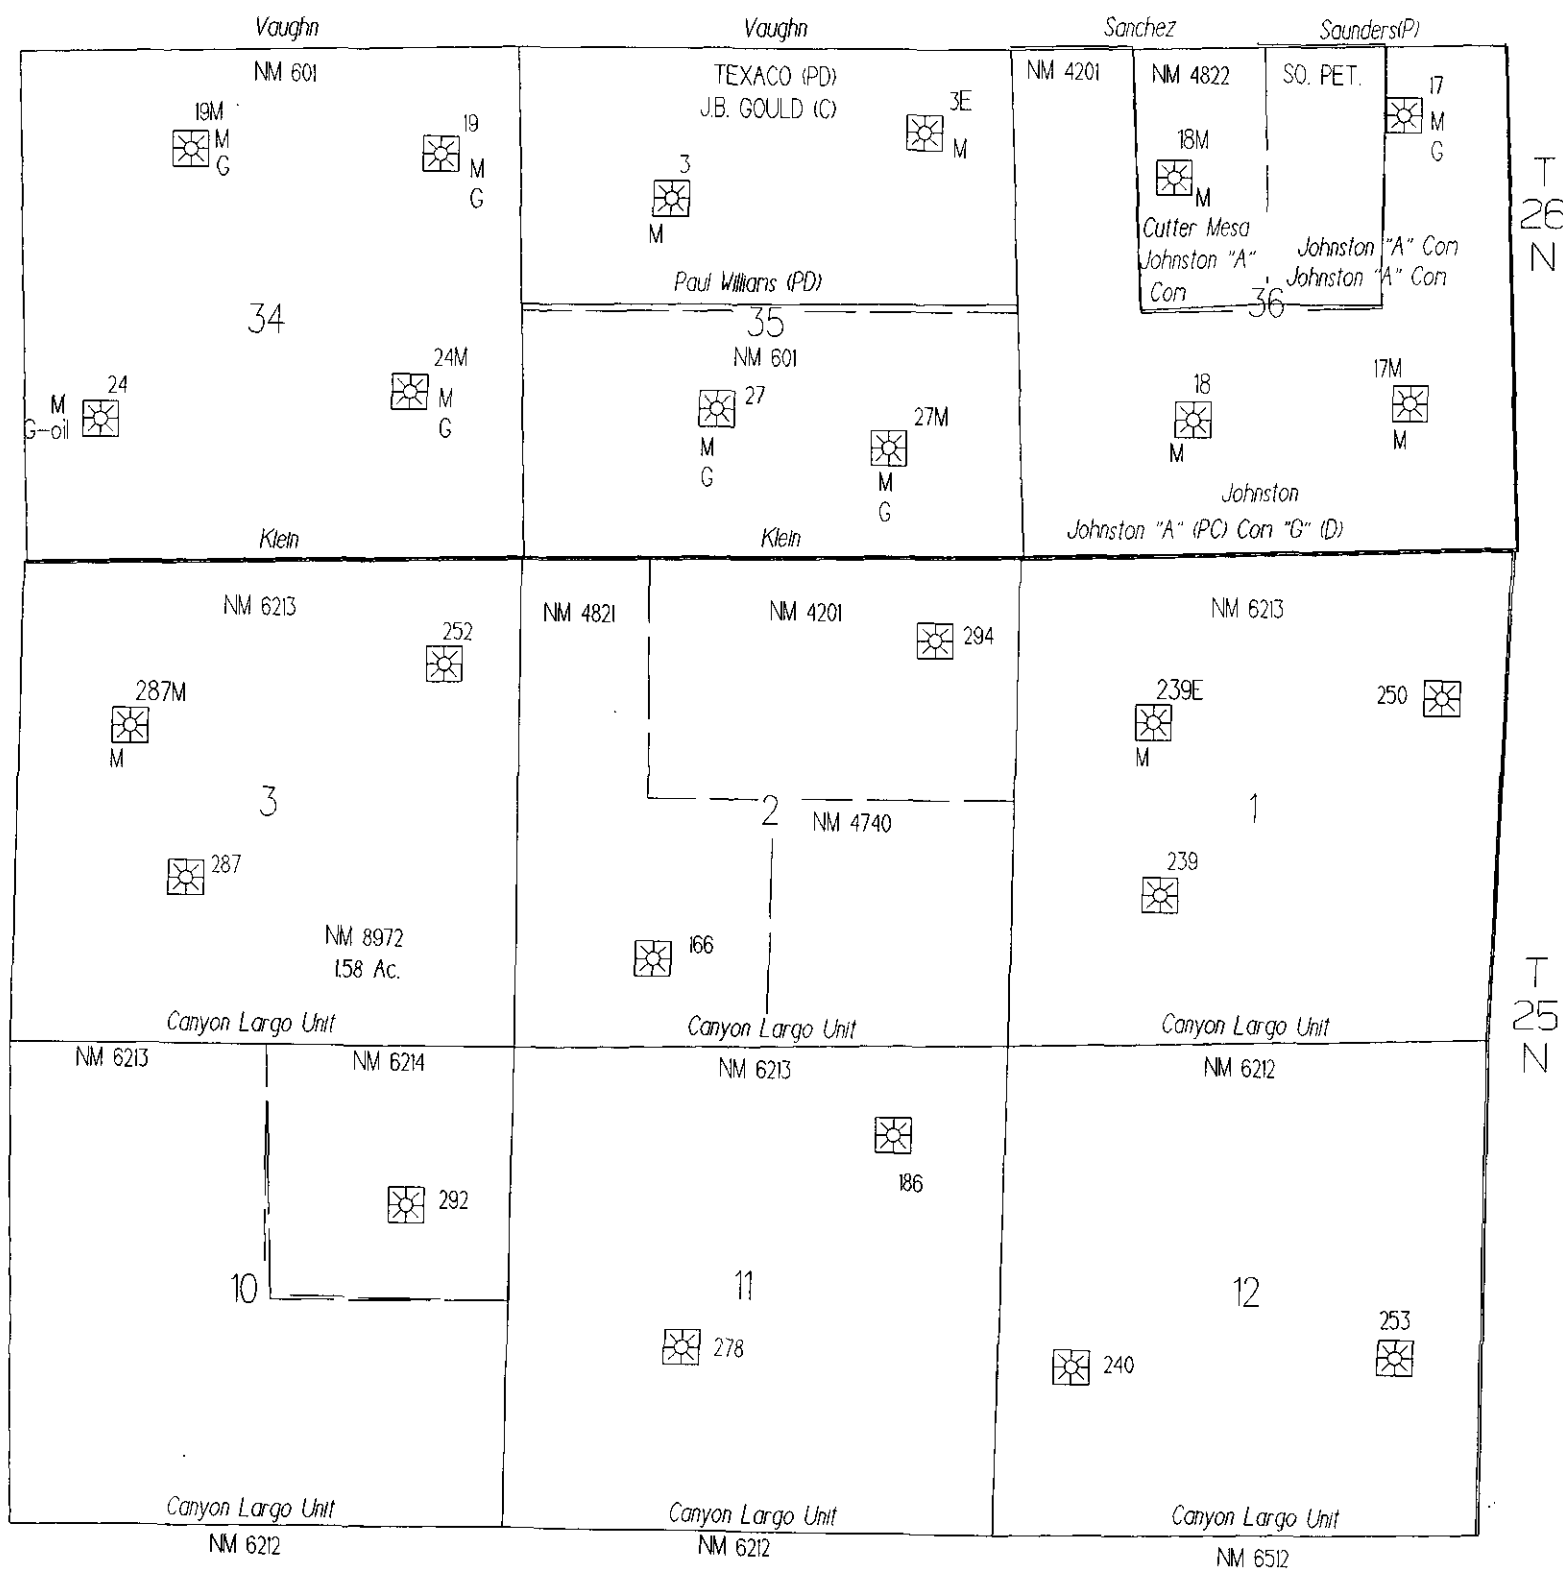 Vaughn
Vaughn
Sanchez
Saunders(P)
NM 601
19M
M
G
19
M
G
34
24
M
G-oil
24M
M
G
Klein
TEXACO (PD)
J.B. GOULD (C)
3E
M
3
M
Paul Willians (PD)
35
NM 601
27
M
G
27M
M
G
Klein
NM 4201
NM 4822
SO. PET.
17
M
G
18M
M
Cutter Mesa
Johnston "A"
Com
Johnston "A" Com
Johnston "A" Com
36
18
M
17M
M
Johnston
Johnston "A" (PC) Com "G" (D)
T
26
N
NM 6213
252
287M
M
3
287
NM 8972
1.58 Ac.
Canyon Largo Unit
NM 4821
NM 4201
294
2
NM 4740
166
Canyon Largo Unit
NM 6213
239E
M
250
1
239
Canyon Largo Unit
T
25
N
NM 6213
NM 6214
292
10
Canyon Largo Unit
NM 6212
NM 6213
186
11
278
Canyon Largo Unit
NM 6212
NM 6212
12
240
253
Canyon Largo Unit
NM 6512